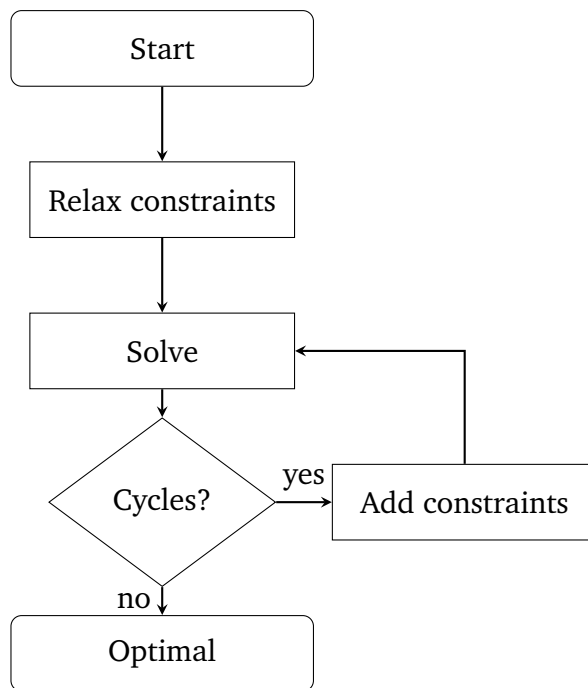 Start
Relax constraints
Solve
Cycles?
yes
Add constraints
no
Optimal